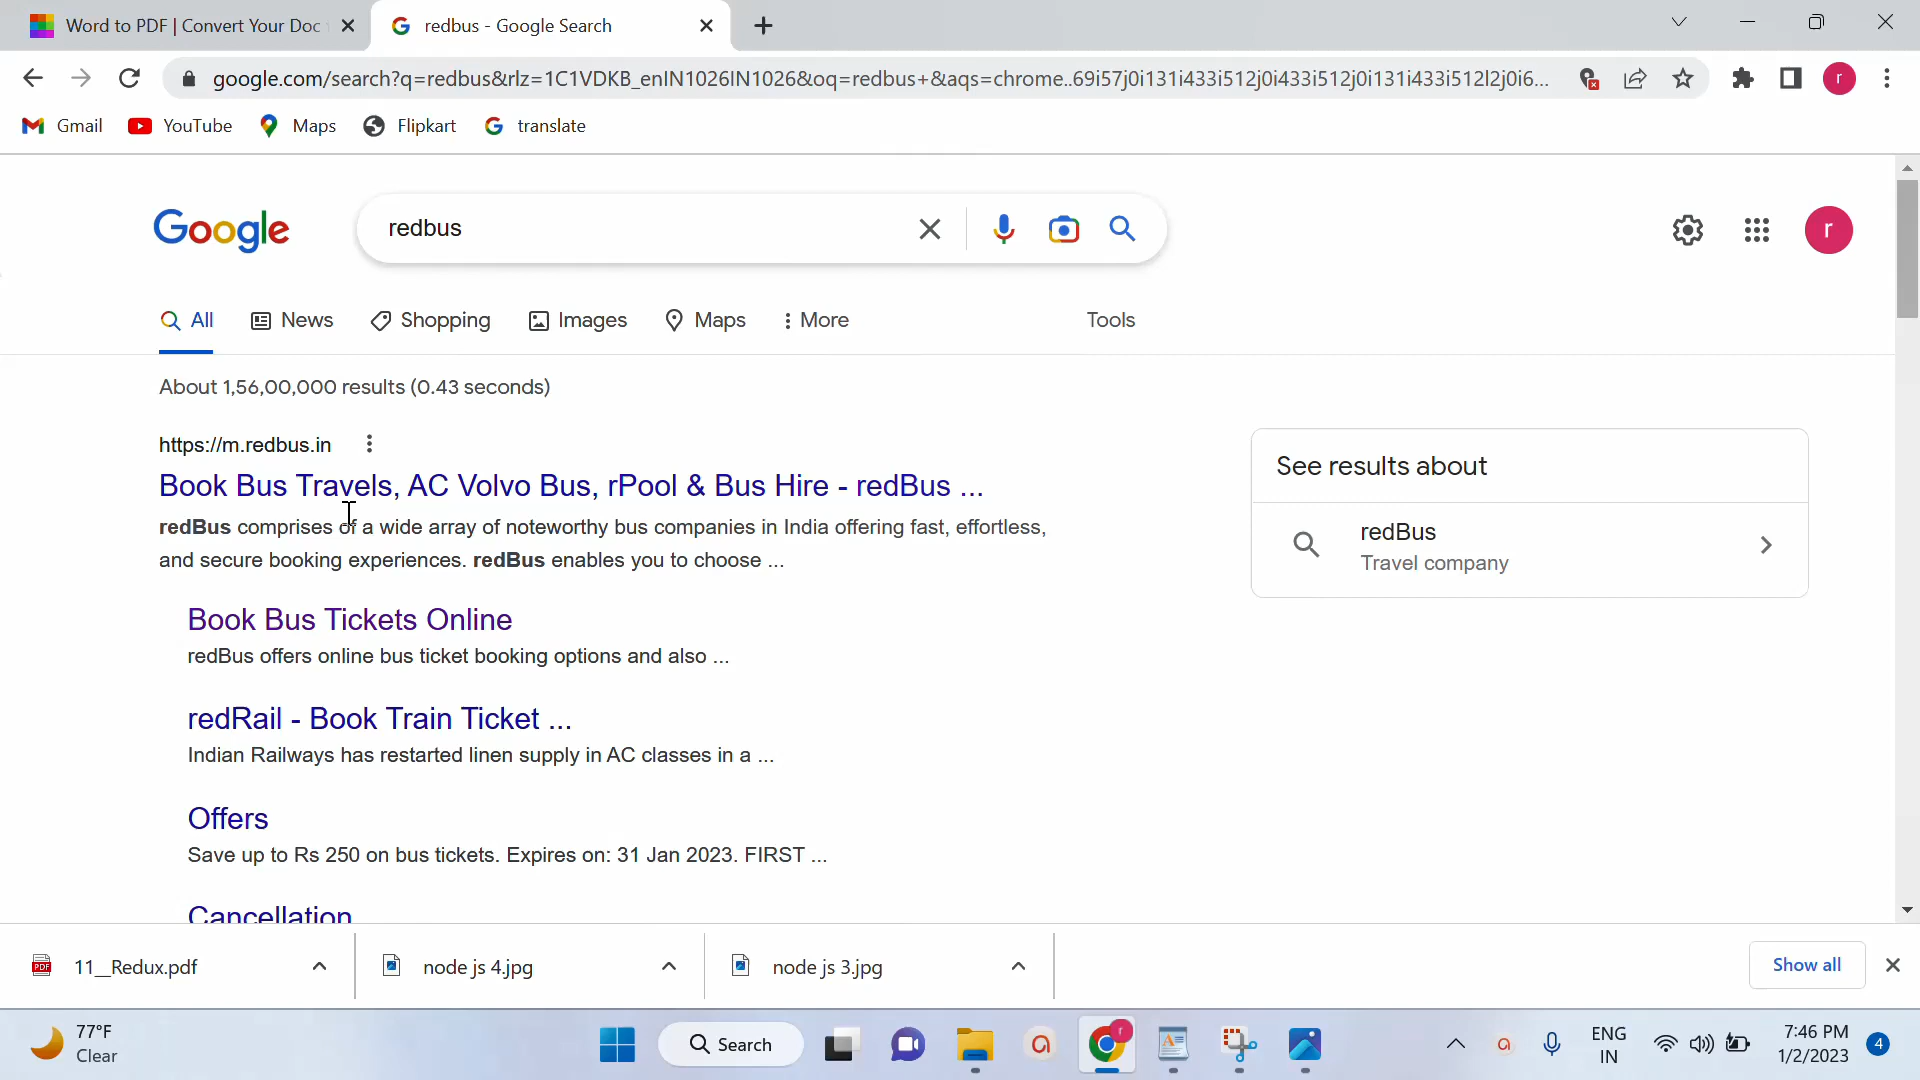 Word to PDF | Convert Your Doc
redbus - Google Search
google.com/search?q=redbus&rlz=1C1VDKB_enIN1026IN1026&oq=redbus+&aqs=chrome..69i57j0i131i433i512j0i433i512j0i131i433i512l2j0i6...
r
Gmail
YouTube
Maps
Flipkart
translate
Google
redbus
r
All
News
Shopping
Images
Maps
More
Tools
About 1,56,00,000 results (0.43 seconds)
https://m.redbus.in
Book Bus Travels, AC Volvo Bus, rPool & Bus Hire - redBus ...
redBus comprises of a wide array of noteworthy bus companies in India offering fast, effortless,
and secure booking experiences. redBus enables you to choose ...
See results about
redBus
Travel company
Book Bus Tickets Online
redBus offers online bus ticket booking options and also ...
redRail - Book Train Ticket ...
Indian Railways has restarted linen supply in AC classes in a ...
Offers
Save up to Rs 250 on bus tickets. Expires on: 31 Jan 2023. FIRST ...
Cancellation
PDF
11__Redux.pdf
node js 4.jpg
node js 3.jpg
Show all
77°F
Clear
Search
r
ENG
IN
7:46 PM
1/2/2023
4